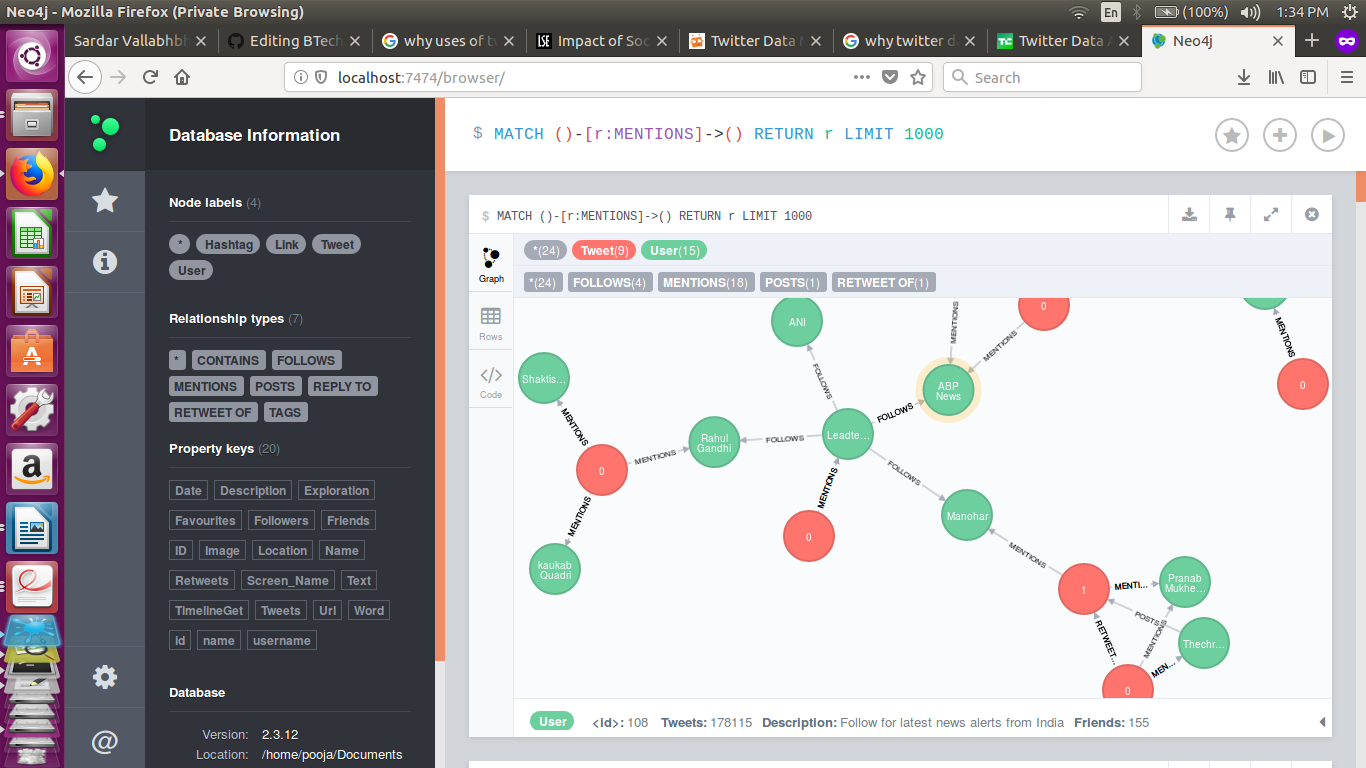 Neo4j - Mozilla Firefox (Private Browsing)
En
(100%)
1:34 PM
Sardar Vallabhbh
Editing BTech
why uses of tw
Impact of Soc
Twitter Data M
why twitter da
Twitter Data A
Neo4j
localhost:7474/browser/
Search
Database Information
Node labels (4)
* Hashtag Link Tweet
User
Relationship types (7)
* CONTAINS FOLLOWS
MENTIONS POSTS REPLY TO
RETWEET OF TAGS
Property keys (20)
Date Description Exploration
Favourites Followers Friends
ID Image Location Name
Retweets Screen_Name Text
TimelineGet Tweets Url Word
id name username
Database
Version: 2.3.12
Location: /home/pooja/Documents
$ MATCH ()-[r:MENTIONS]->() RETURN r LIMIT 1000
$ MATCH ()-[r:MENTIONS]->() RETURN r LIMIT 1000
Graph
Rows
Code
*(24) Tweet(9) User(15)
*(24) FOLLOWS(4) MENTIONS(18) POSTS(1) RETWEET OF(1)
ANI
MENTIONS
0
MENTIONS
MENTIONS
0
Shaktis...
FOLLOWS
ABP
News
FOLLOWS
MENTIONS
Rahul
Gandhi
FOLLOWS
Leadte...
MENTIONS
0
FOLLOWS
MENTIONS
MENTIONS
Manohar
0
kaukab
Quadri
MENTIONS
1
MENTI...
Pranab
Mukhe...
POSTS
MENTIONS
RETWEET...
Thechr...
MEN...
0
User <id>: 108 Tweets: 178115 Description: Follow for latest news alerts from India Friends: 155